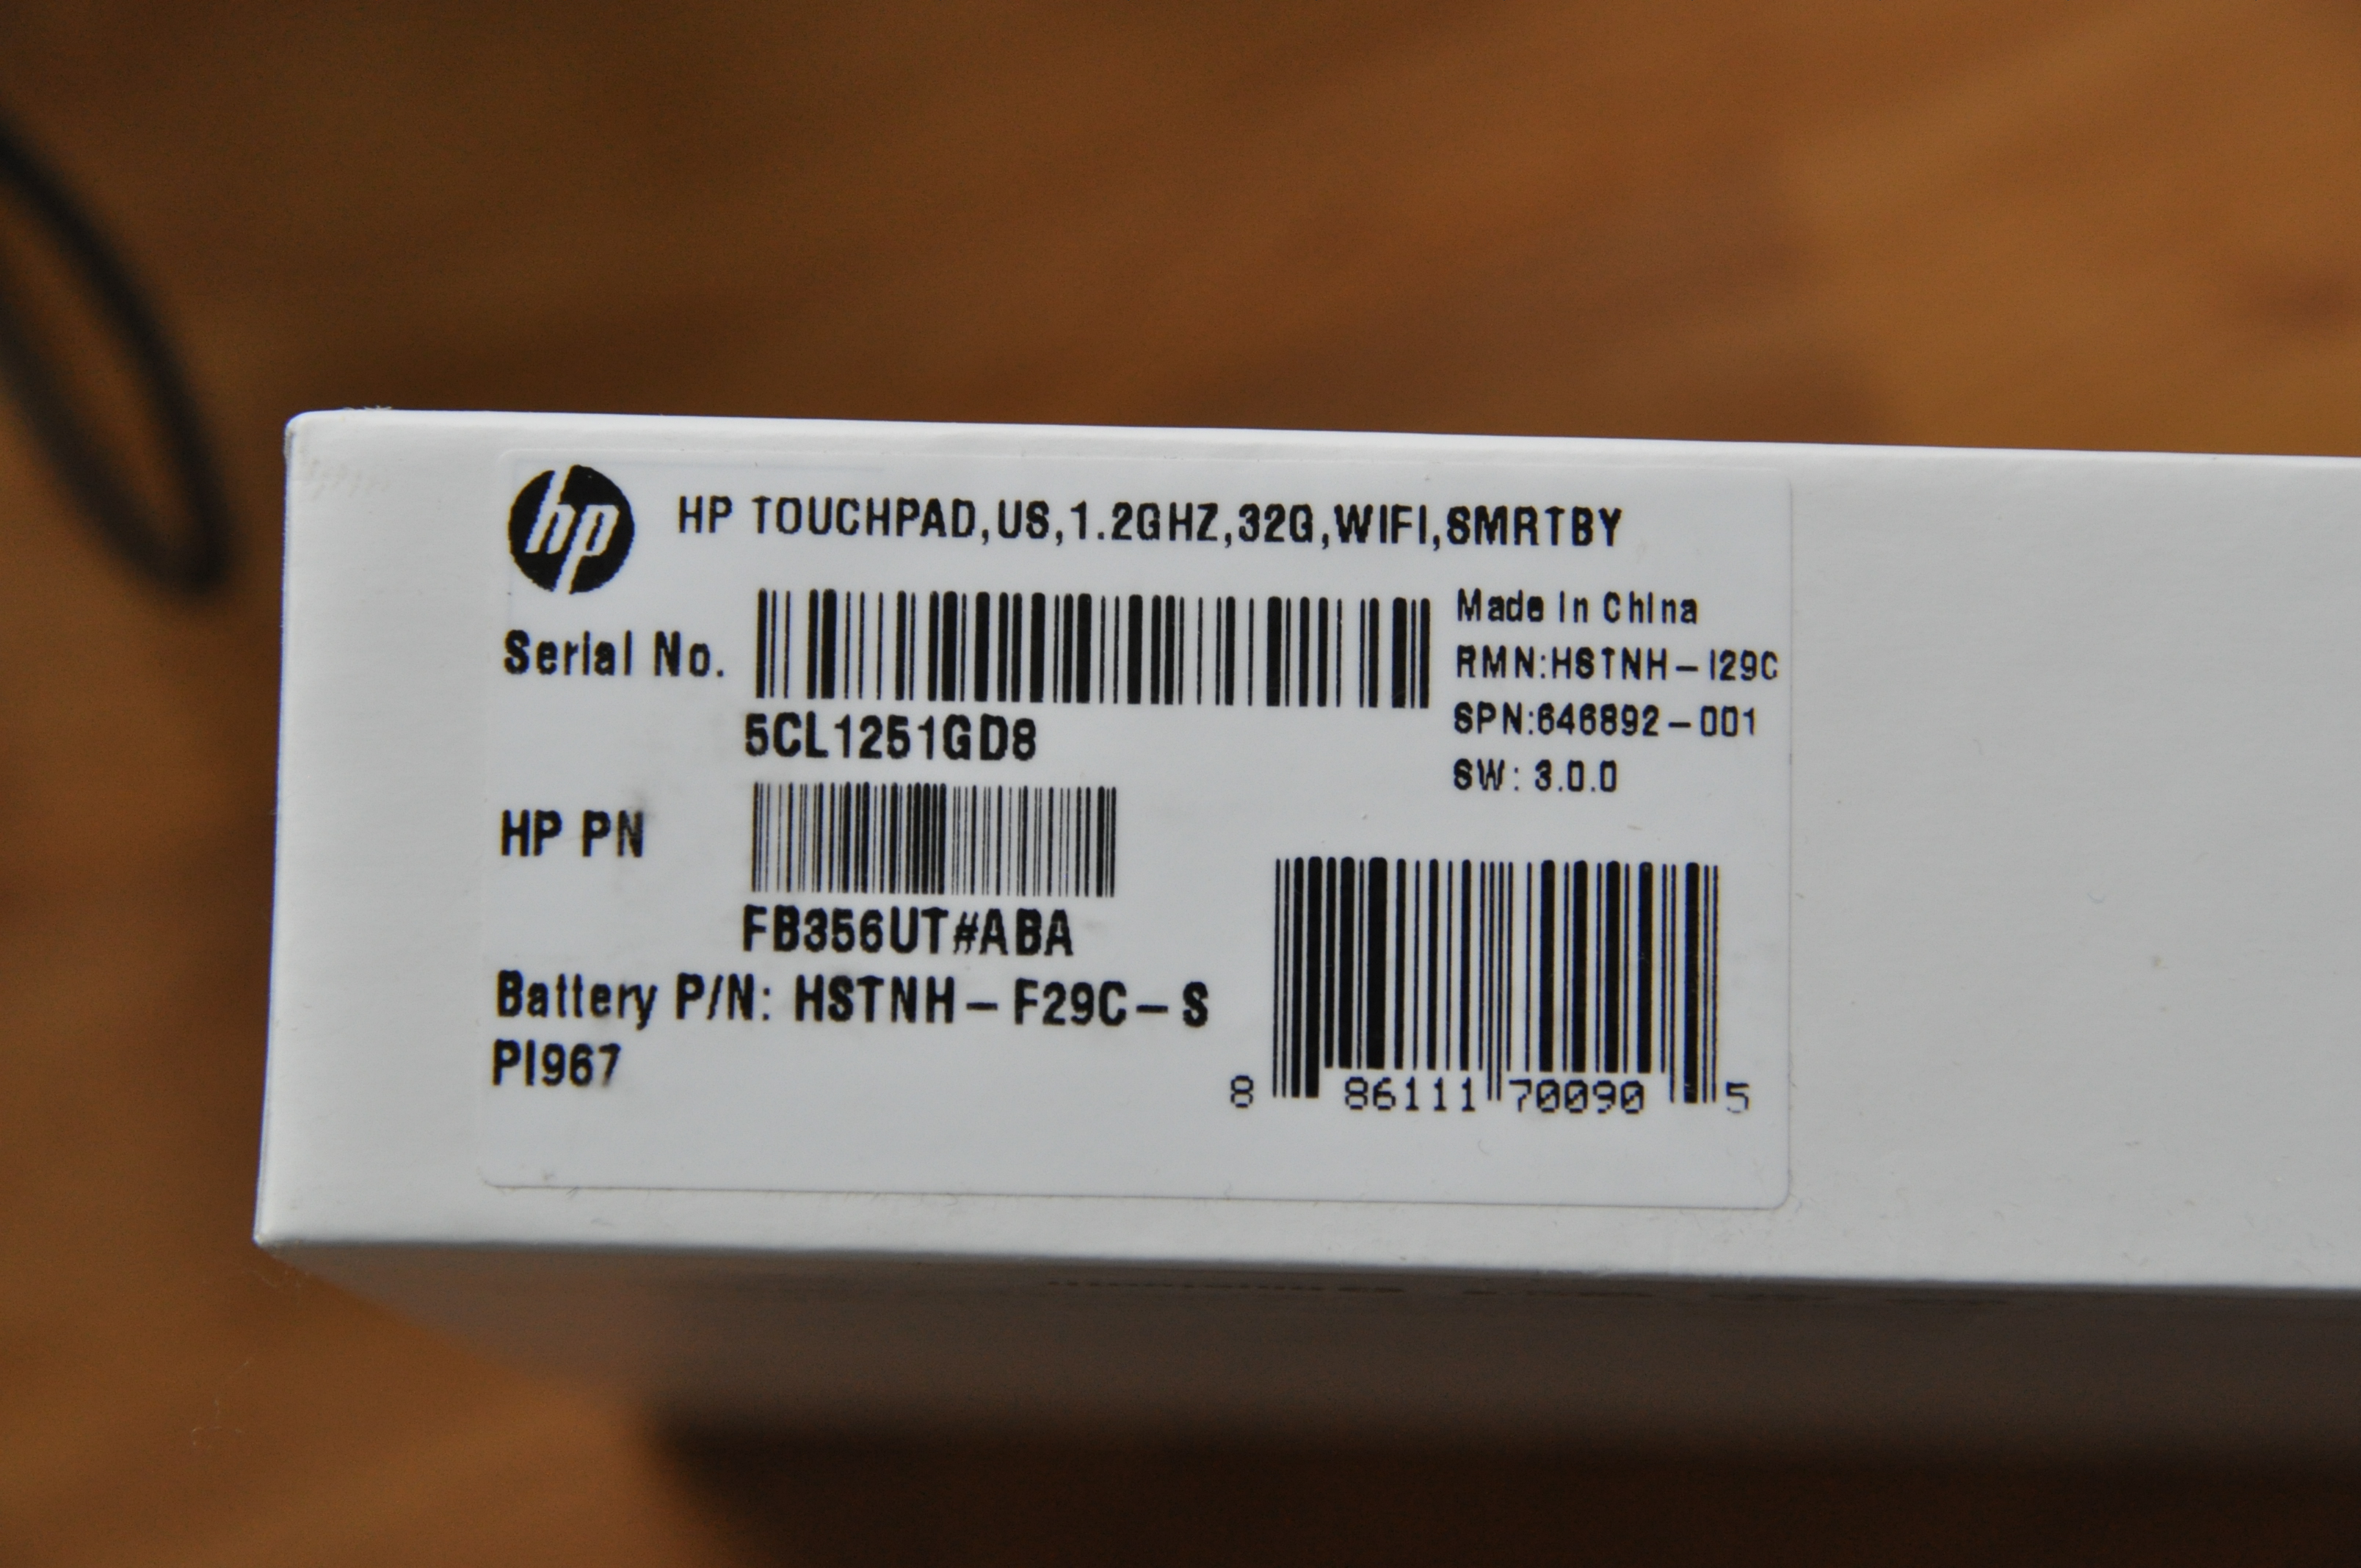 hp
HP TOUCHPAD,US,1.2GHZ,32G,WIFI,SMRTBY
Serial No.
5CL1251GD8
Made In China
RMN:HSTNH-I29C
SPN:646892-001
SW: 3.0.0
HP PN
FB356UT#ABA
Battery P/N: HSTNH-F29C-S
PI967
8 86111 70090 5